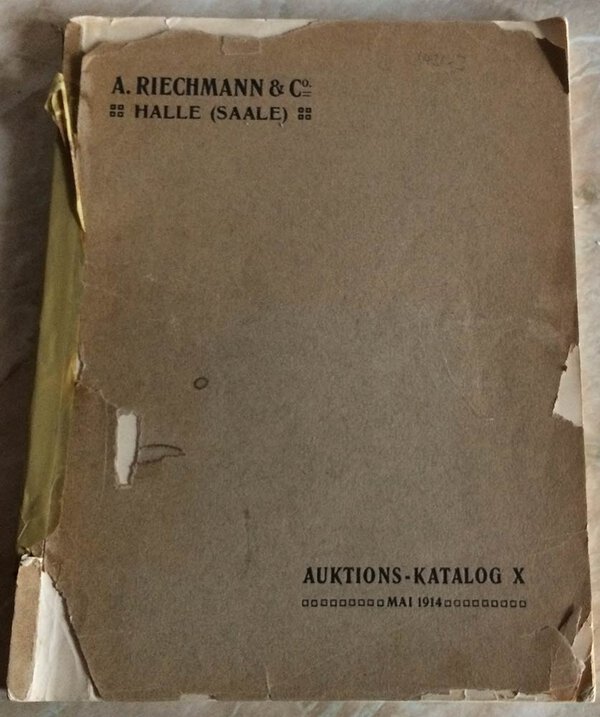 A. RIECHMANN & Co.
HALLE (SAALE)
AUKTIONS-KATALOG X
MAI 1914